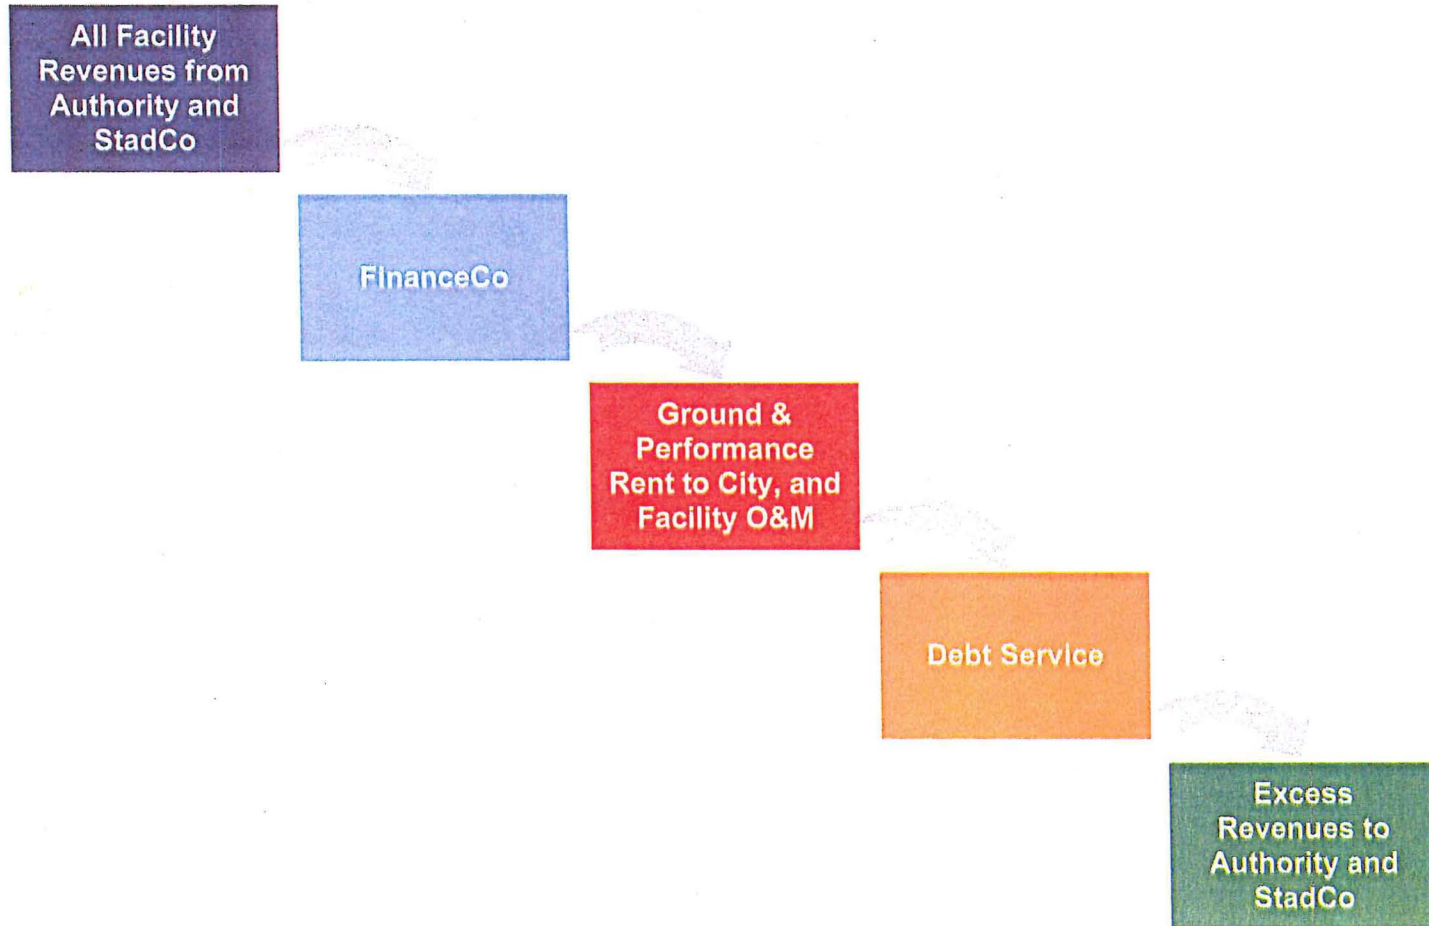 All Facility
Revenues from
Authority and
StadCo
FinanceCo
Ground &
Performance
Rent to City, and
Facility O&M
Debt Service
Excess
Revenues to
Authority and
StadCo